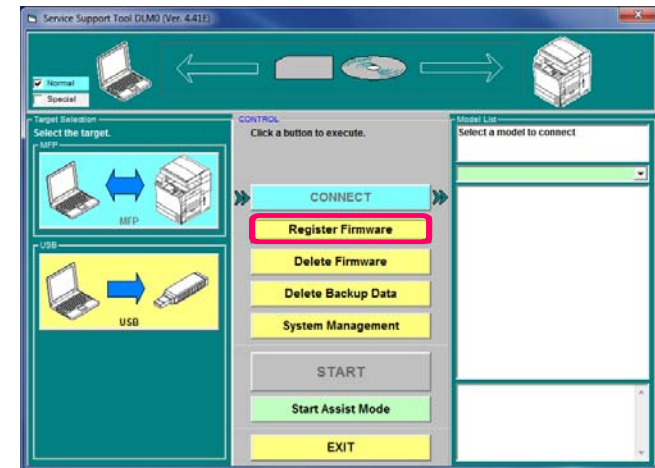 Service Support Tool DLM0 (Ver. 4.41E)
Normal
Special
Target Selection
Select the target.
MFP
MFP
USB
USB
CONTROL
Click a button to execute.
CONNECT
Register Firmware
Delete Firmware
Delete Backup Data
System Management
START
Start Assist Mode
EXIT
Model List
Select a model to connect